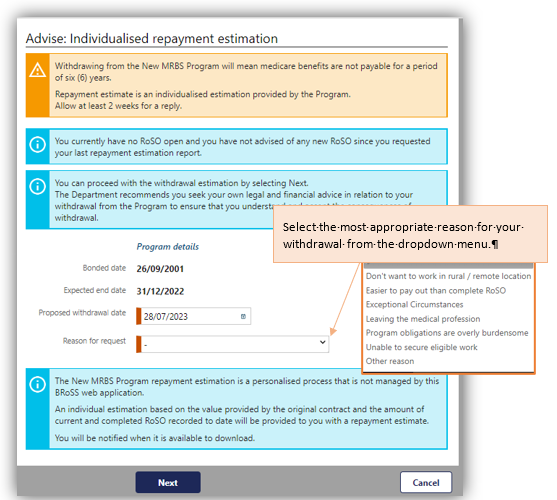 Advise: Individualised repayment estimation
Withdrawing from the New MRBS Program will mean medicare benefits are not payable for a period
of six (6) years.
Repayment estimate is an individualised estimation provided by the Program.
Allow at least 2 weeks for a reply.
You currently have no RoSO open and you have not advised of any new RoSO since you requested
your last repayment estimation report.
You can proceed with the withdrawal estimation by selecting Next.
The Department recommends you seek your own legal and financial advice in relation to your
withdrawal from the Program to ensure that you understand
withdrawal.
Select·the·most·appropriate·reason·for·your·
withdrawal·from·the·dropdown·menu.¶
Program details
Bonded date 26/09/2001
Expected end date 31/12/2022
Proposed withdrawal date 28/07/2023
Reason for request -
Don't want to work in rural / remote location
Easier to pay out than complete RoSO
Exceptional Circumstances
Leaving the medical profession
Program obligations are overly burdensome
Unable to secure eligible work
Other reason
The New MRBS Program repayment estimation is a personalised process that is not managed by this
BRoSS web application.
An individual estimation based on the value provided by the original contract and the amount of
current and completed RoSO recorded to date will be provided to you with a repayment estimate.
You will be notified when it is available to download.
Next
Cancel